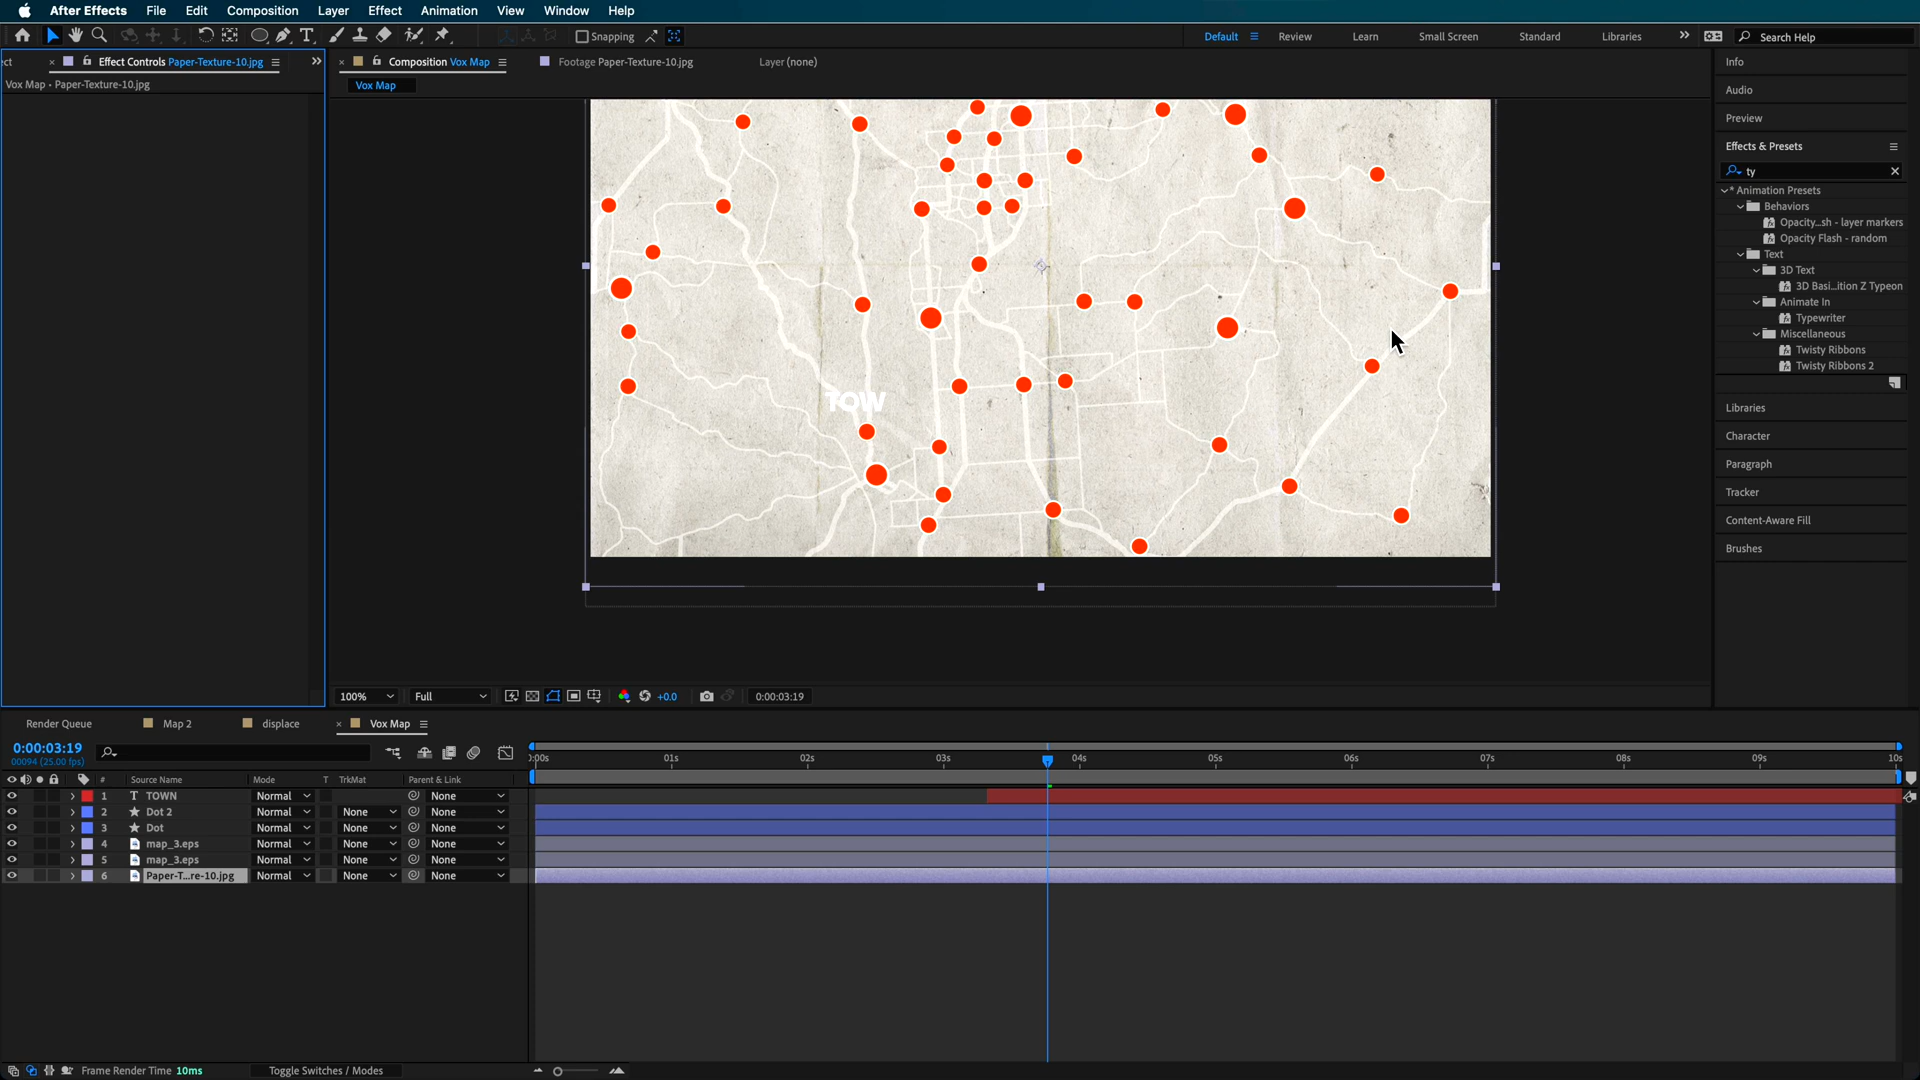 After Effects File Edit Composition Layer Effect Animation View Window Help
Snapping Default Review Learn Small Screen Standard Libraries Search Help
ct Effect Controls Paper-Texture-10.jpg Composition Vox Map Footage Paper-Texture-10.jpg Layer (none)
Vox Map • Paper-Texture-10.jpg
Vox Map
TOW
100% Full +0.0 0:00:03:19
Info
Audio
Preview
Effects & Presets
ty
* Animation Presets
Behaviors
Opacity...sh - layer markers
Opacity Flash - random
Text
3D Text
3D Basi...ition Z Typeon
Animate In
Typewriter
Miscellaneous
Twisty Ribbons
Twisty Ribbons 2
Libraries
Character
Paragraph
Tracker
Content-Aware Fill
Brushes
Render Queue Map 2 displace Vox Map
0:00:03:19
00094 (25.00 fps)
):00s 01s 02s 03s 04s 05s 06s 07s 08s 09s 10s
# Source Name Mode T TrkMat Parent & Link
1 T TOWN Normal None
2 Dot 2 Normal None None
3 Dot Normal None None
4 map_3.eps Normal None None
5 map_3.eps Normal None None
6 Paper-T...re-10.jpg Normal None None
Frame Render Time 10ms Toggle Switches / Modes